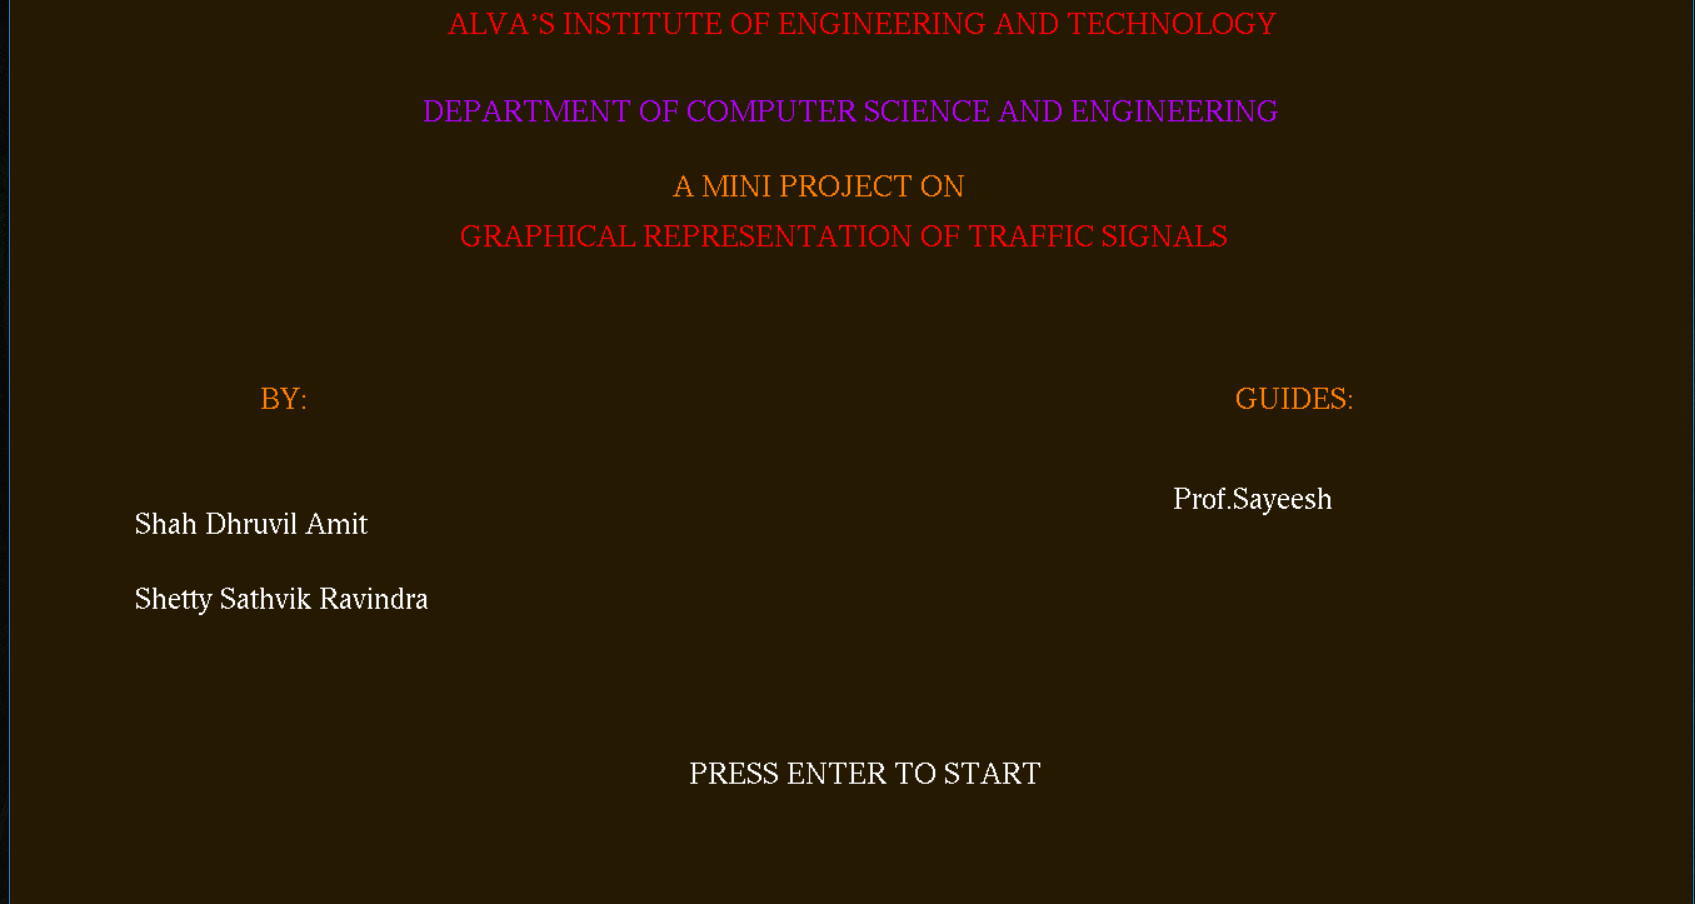 ALVA'S INSTITUTE OF ENGINEERING AND TECHNOLOGY
DEPARTMENT OF COMPUTER SCIENCE AND ENGINEERING
A MINI PROJECT ON
GRAPHICAL REPRESENTATION OF TRAFFIC SIGNALS
BY:
Shah Dhruvil Amit
Shetty Sathvik Ravindra
GUIDES:
Prof.Sayeesh
PRESS ENTER TO START